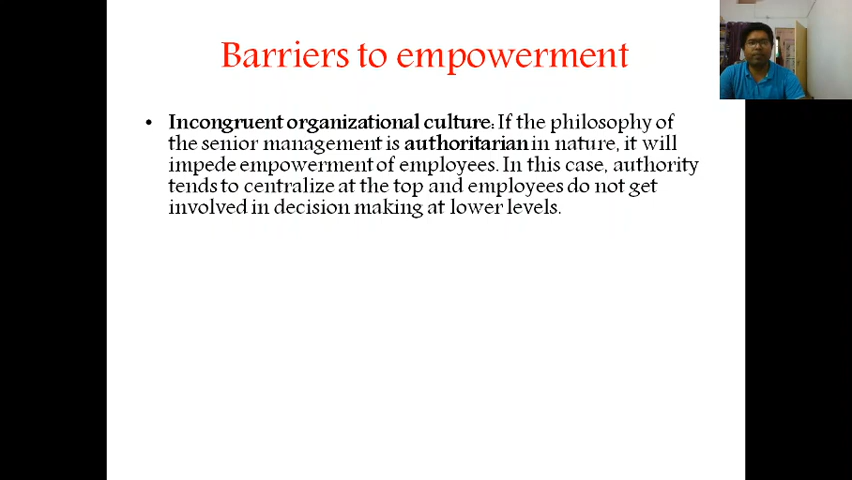 Barriers to empowerment
• Incongruent organizational culture: If the philosophy of
the senior management is authoritarian in nature, it will
impede empowerment of employees. In this case, authority
tends to centralize at the top and employees do not get
involved in decision making at lower levels.